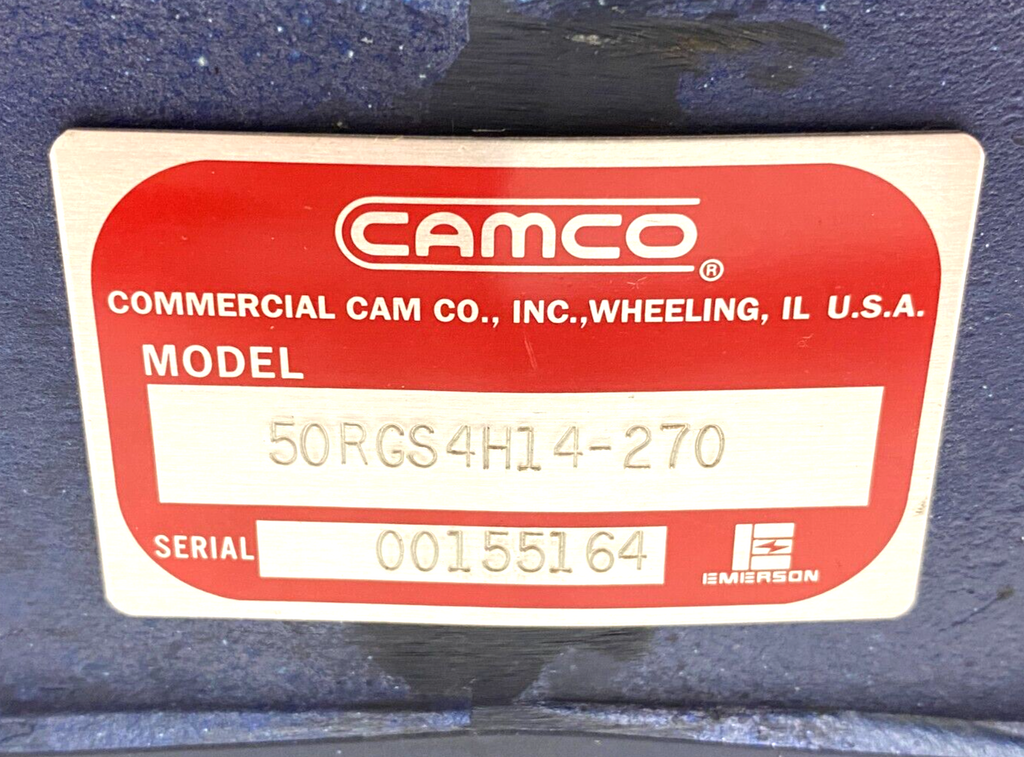 CAMCO®
COMMERCIAL CAM CO., INC.,WHEELING, IL U.S.A.
MODEL
50RGS4H14-270
SERIAL 00155164
EMERSON